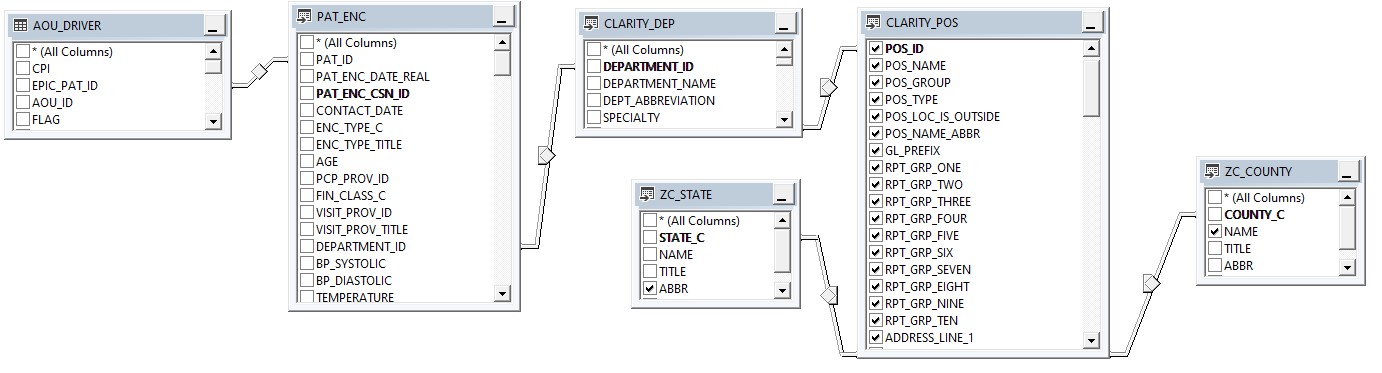 AOU_DRIVER
* (All Columns)
CPI
EPIC_PAT_ID
AOU_ID
FLAG
PAT_ENC
* (All Columns)
PAT_ID
PAT_ENC_DATE_REAL
PAT_ENC_CSN_ID
CONTACT_DATE
ENC_TYPE_C
ENC_TYPE_TITLE
AGE
PCP_PROV_ID
FIN_CLASS_C
VISIT_PROV_ID
VISIT_PROV_TITLE
DEPARTMENT_ID
BP_SYSTOLIC
BP_DIASTOLIC
TEMPERATURE
CLARITY_DEP
* (All Columns)
DEPARTMENT_ID
DEPARTMENT_NAME
DEPT_ABBREVIATION
SPECIALTY
ZC_STATE
* (All Columns)
STATE_C
NAME
TITLE
ABBR
CLARITY_POS
POS_ID
POS_NAME
POS_GROUP
POS_TYPE
POS_LOC_IS_OUTSIDE
POS_NAME_ABBR
GL_PREFIX
RPT_GRP_ONE
RPT_GRP_TWO
RPT_GRP_THREE
RPT_GRP_FOUR
RPT_GRP_FIVE
RPT_GRP_SIX
RPT_GRP_SEVEN
RPT_GRP_EIGHT
RPT_GRP_NINE
RPT_GRP_TEN
ADDRESS_LINE_1
ZC_COUNTY
* (All Columns)
COUNTY_C
NAME
TITLE
ABBR